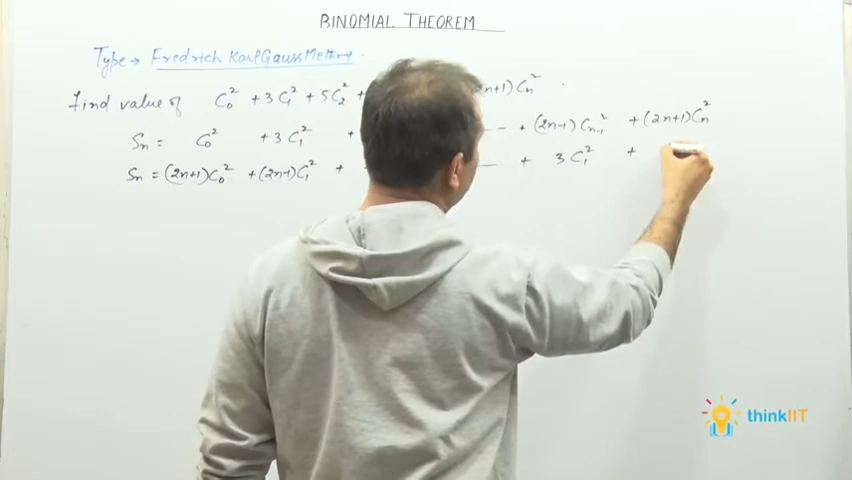 BINOMIAL THEOREM
Type → Fredrich Karl Gauss Method.
Find value of C₀² + 3C₁² + 5C₂² + 2n+1)Cₙ² .
Sₙ = C₀² + 3C₁² + – + (2n-1)Cₙ₋₁² + (2n+1)Cₙ²
Sₙ = (2n+1)C₀² + (2n-1)C₁² + — + 3C₁² +
thinkIIT